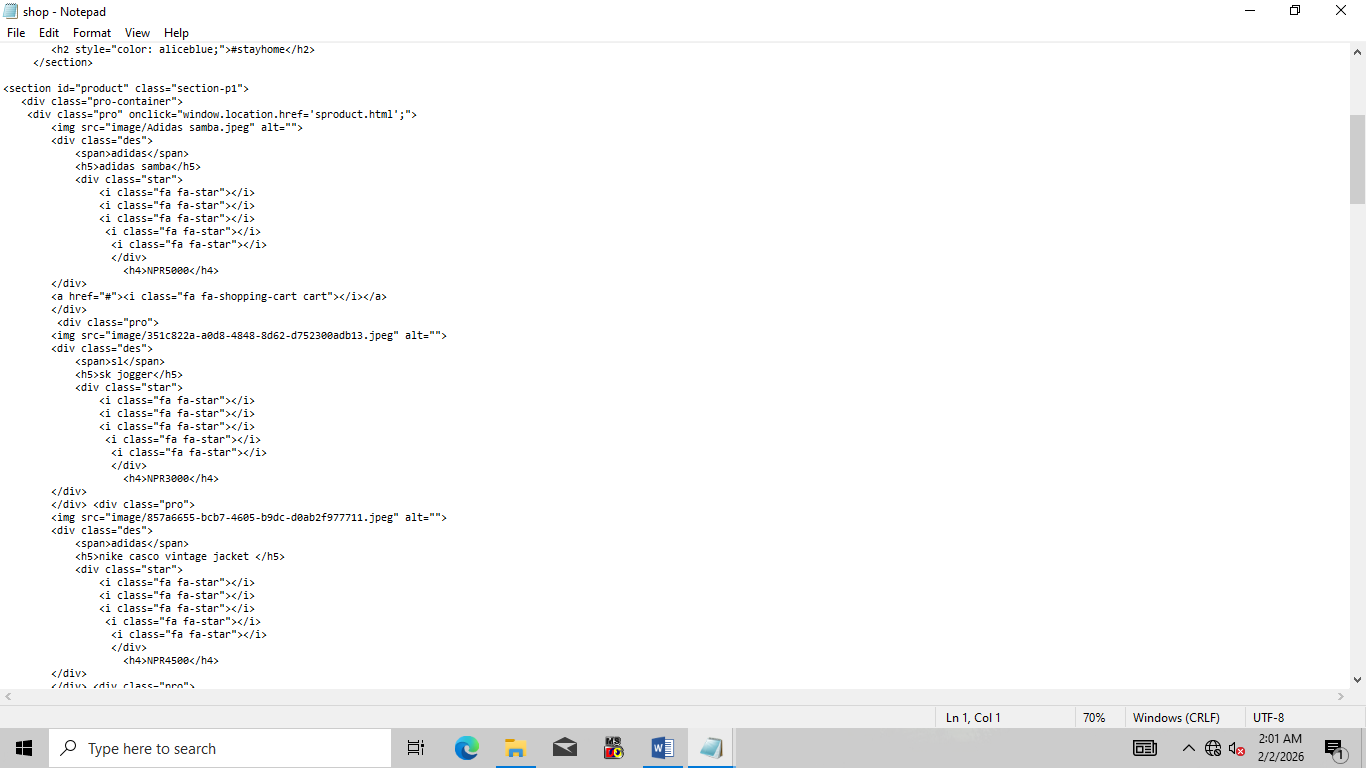 shop - Notepad
File Edit Format View Help
<h2 style="color: aliceblue;">#stayhome</h2>
</section>
<section id="product" class="section-p1">
<div class="pro-container">
<div class="pro" onclick="window.location.href='sproduct.html';">
<img src="image/Adidas samba.jpeg" alt="">
<div class="des">
<span>adidas</span>
<h5>adidas samba</h5>
<div class="star">
<i class="fa fa-star"></i>
<i class="fa fa-star"></i>
<i class="fa fa-star"></i>
<i class="fa fa-star"></i>
<i class="fa fa-star"></i>
</div>
<h4>NPR5000</h4>
</div>
<a href="#"><i class="fa fa-shopping-cart cart"></i></a>
</div>
<div class="pro">
<img src="image/351c822a-a0d8-4848-8d62-d752300adb13.jpeg" alt="">
<div class="des">
<span>sl</span>
<h5>sk jogger</h5>
<div class="star">
<i class="fa fa-star"></i>
<i class="fa fa-star"></i>
<i class="fa fa-star"></i>
<i class="fa fa-star"></i>
<i class="fa fa-star"></i>
</div>
<h4>NPR3000</h4>
</div>
</div> <div class="pro">
<img src="image/857a6655-bcb7-4605-b9dc-d0ab2f977711.jpeg" alt="">
<div class="des">
<span>adidas</span>
<h5>nike casco vintage jacket </h5>
<div class="star">
<i class="fa fa-star"></i>
<i class="fa fa-star"></i>
<i class="fa fa-star"></i>
<i class="fa fa-star"></i>
<i class="fa fa-star"></i>
</div>
<h4>NPR4500</h4>
</div>
</div> <div class="pro">
Ln 1, Col 1 70% Windows (CRLF) UTF-8
Type here to search
2:01 AM
2/2/2026
1